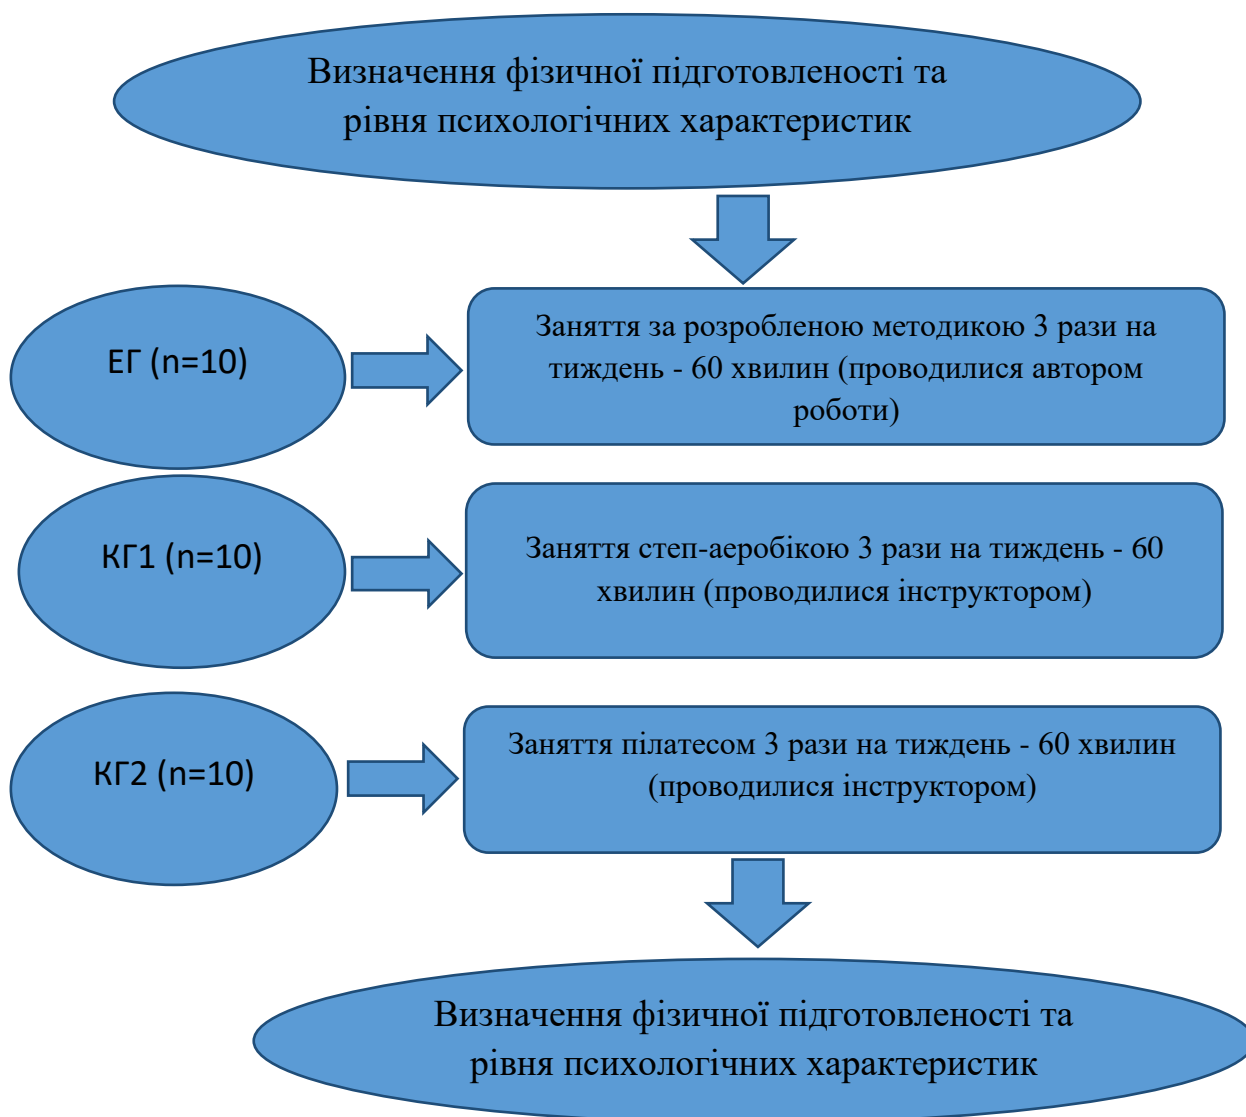 Визначення фізичної підготовленості та
рівня психологічних характеристик
ЕГ (n=10)
Заняття за розробленою методикою 3 рази на
тиждень - 60 хвилин (проводилися автором
роботи)
КГ1 (n=10)
Заняття степ-аеробікою 3 рази на тиждень - 60
хвилин (проводилися інструктором)
КГ2 (n=10)
Заняття пілатесом 3 рази на тиждень - 60 хвилин
(проводилися інструктором)
Визначення фізичної підготовленості та
рівня психологічних характеристик